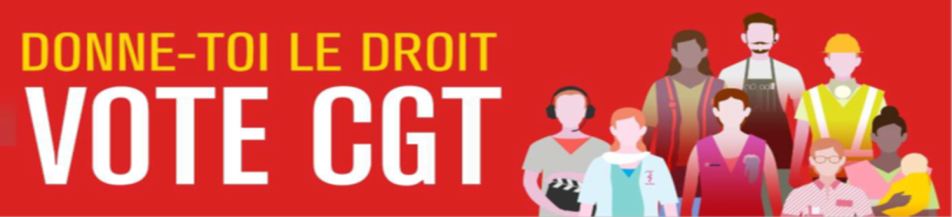 DONNE-TOI LE DROIT
VOTE CGT